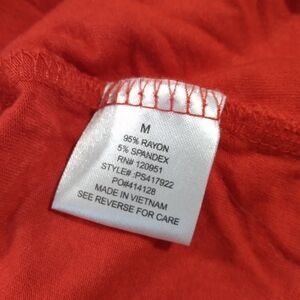 M
95% RAYON
5% SPANDEX
RN# 120951
STYLE# :PS417922
PO#414128
MADE IN VIETNAM
SEE REVERSE FOR CARE